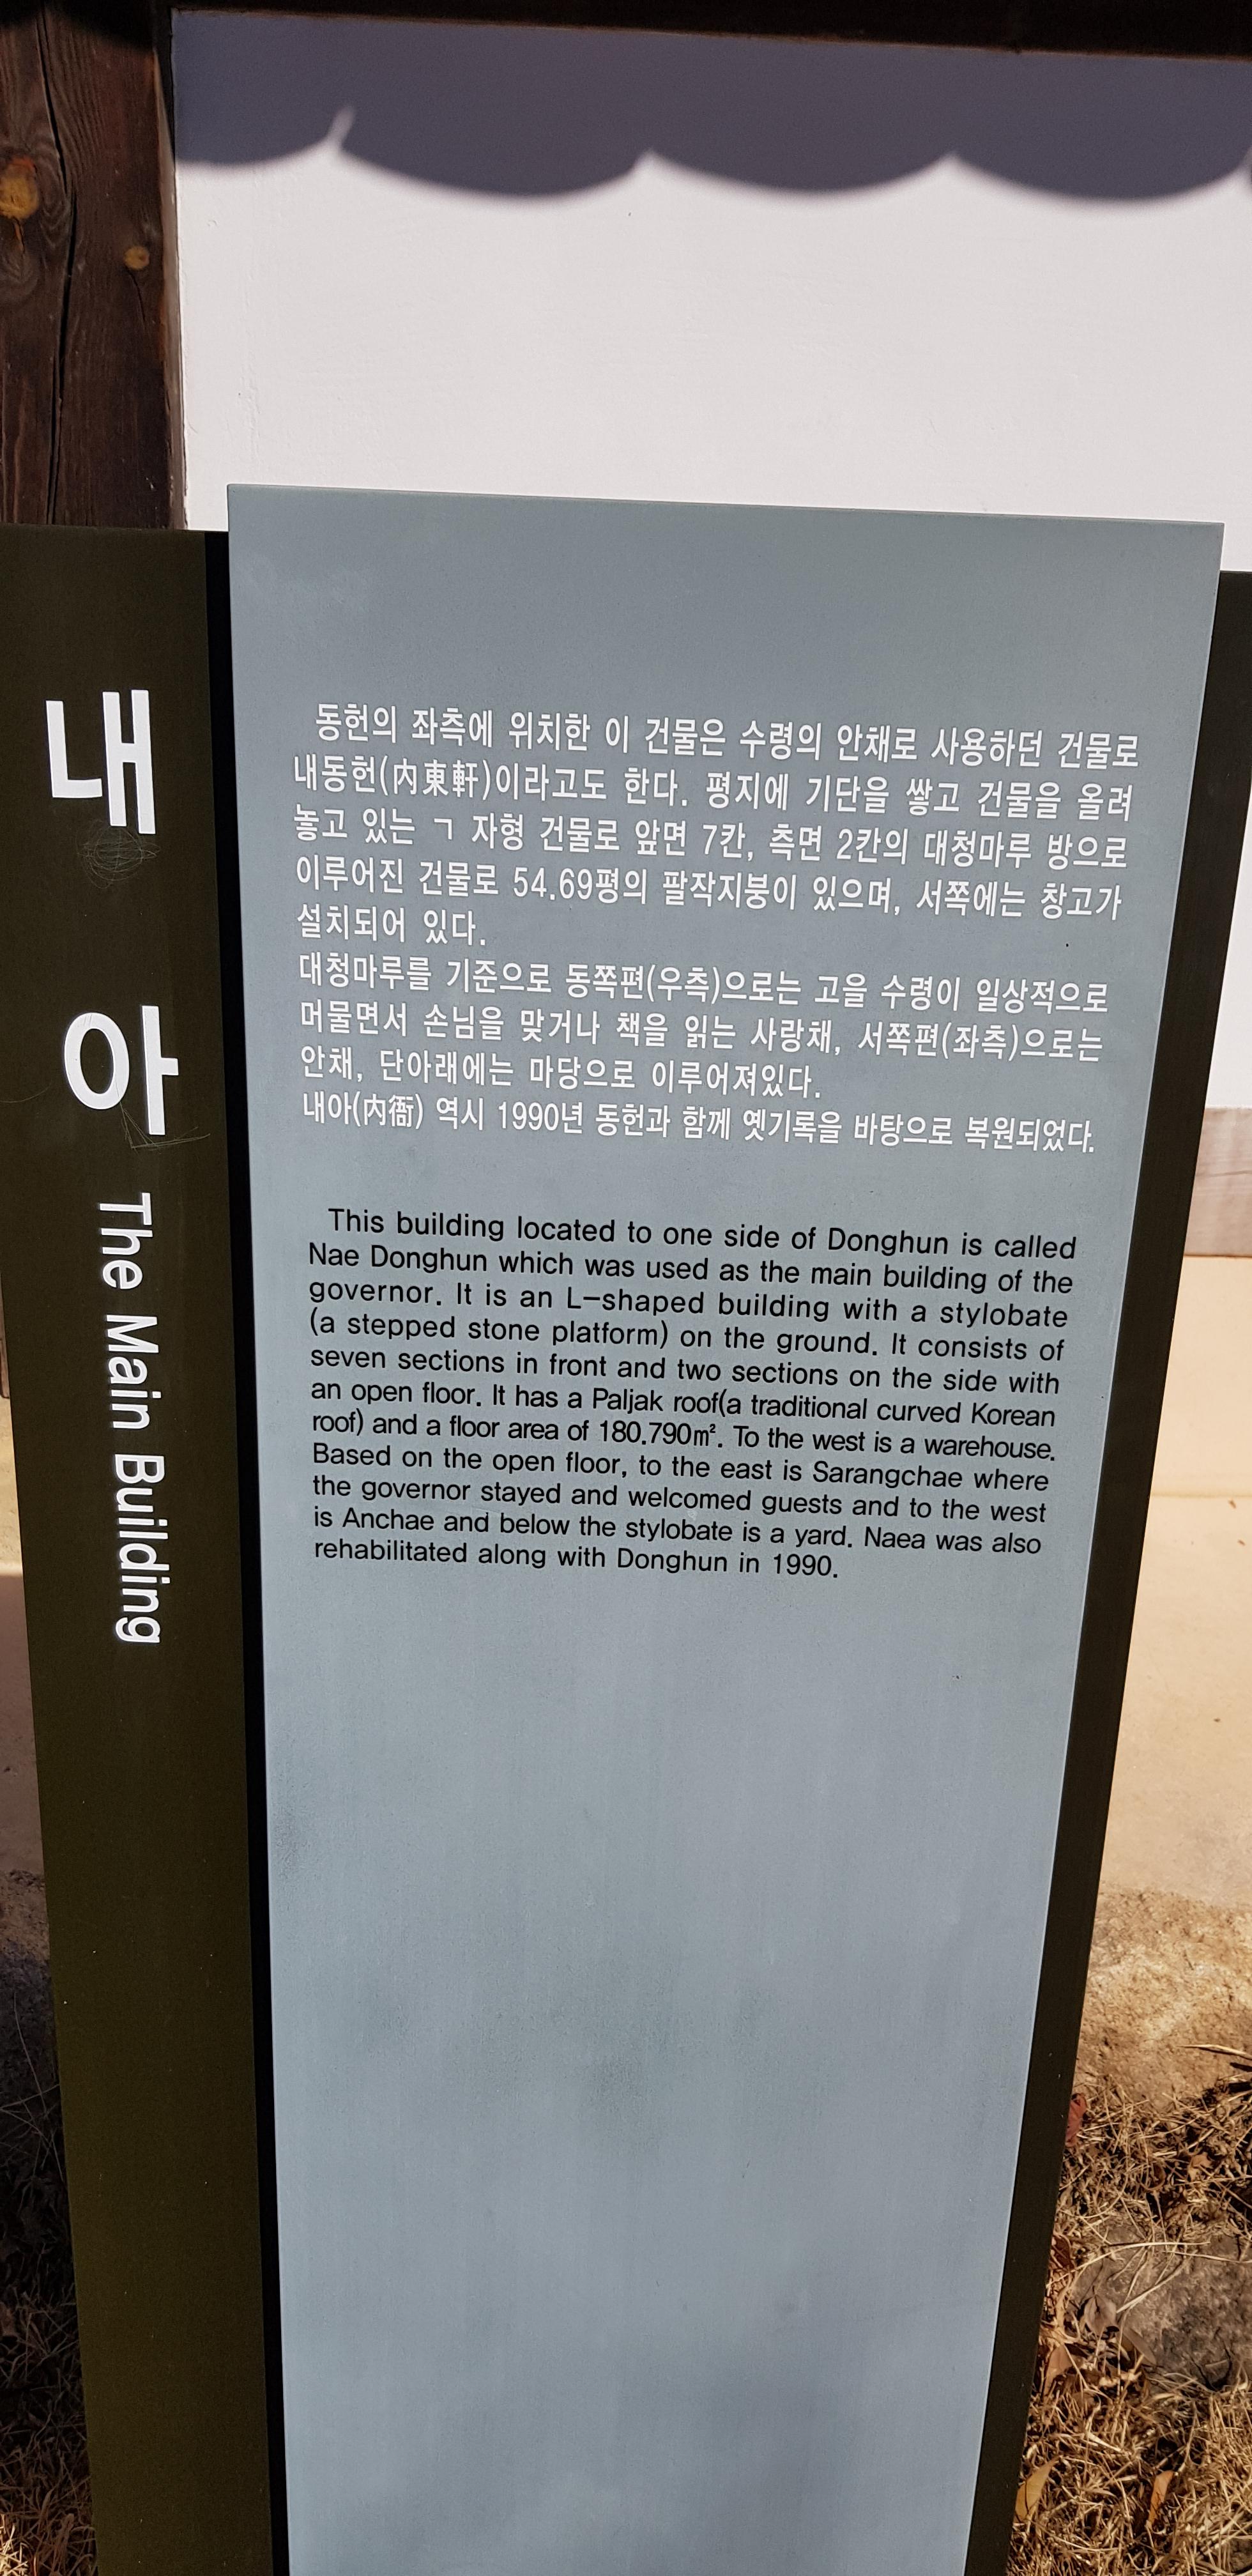 내아
The Main Building
동헌의 좌측에 위치한 이 건물은 수령의 안채로 사용하던 건물로
내동헌(內東軒)이라고도 한다. 평지에 기단을 쌓고 건물을 올려
놓고 있는 ㄱ 자형 건물로 앞면 7칸, 측면 2칸의 대청마루 방으로
이루어진 건물로 54.69평의 팔작지붕이 있으며, 서쪽에는 창고가
설치되어 있다.
대청마루를 기준으로 동쪽편(우측)으로는 고을 수령이 일상적으로
머물면서 손님을 맞거나 책을 읽는 사랑채, 서쪽편(좌측)으로는
안채, 단아래에는 마당으로 이루어져있다.
내아(內衙) 역시 1990년 동헌과 함께 옛기록을 바탕으로 복원되었다.
This building located to one side of Donghun is called
Nae Donghun which was used as the main building of the
governor. It is an L-shaped building with a stylobate
(a stepped stone platform) on the ground. It consists of
seven sections in front and two sections on the side with
an open floor. It has a Paljak roof(a traditional curved Korean
roof) and a floor area of 180.790㎡. To the west is a warehouse.
Based on the open floor, to the east is Sarangchae where
the governor stayed and welcomed guests and to the west
is Anchae and below the stylobate is a yard. Naea was also
rehabilitated along with Donghun in 1990.